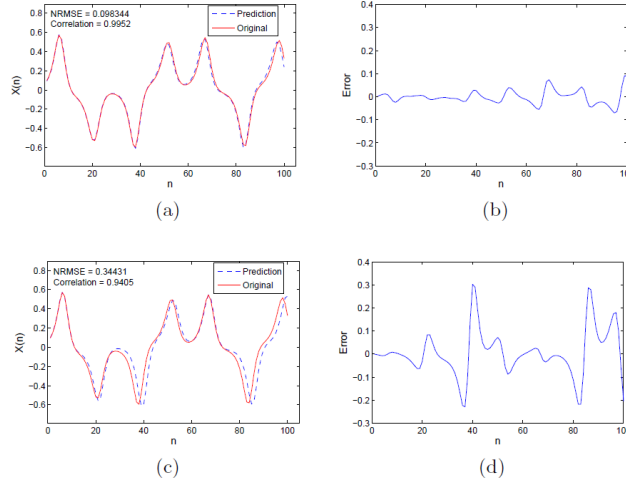 NRMSE = 0.098344
Correlation = 0.9952
Prediction
Original
0.8
0.6
0.4
0.2
0
-0.2
-0.4
-0.6
X(n)
0 20 40 60 80 100
n
(a)
0.4
0.3
0.2
0.1
0
-0.1
-0.2
-0.3
Error
0 20 40 60 80 100
n
(b)
NRMSE = 0.34431
Correlation = 0.9405
Prediction
Original
0.8
0.6
0.4
0.2
0
-0.2
-0.4
-0.6
X(n)
0 20 40 60 80 100
n
(c)
0.3
0.2
0.1
0
-0.1
-0.2
-0.3
Error
0 20 40 60 80 100
n
(d)